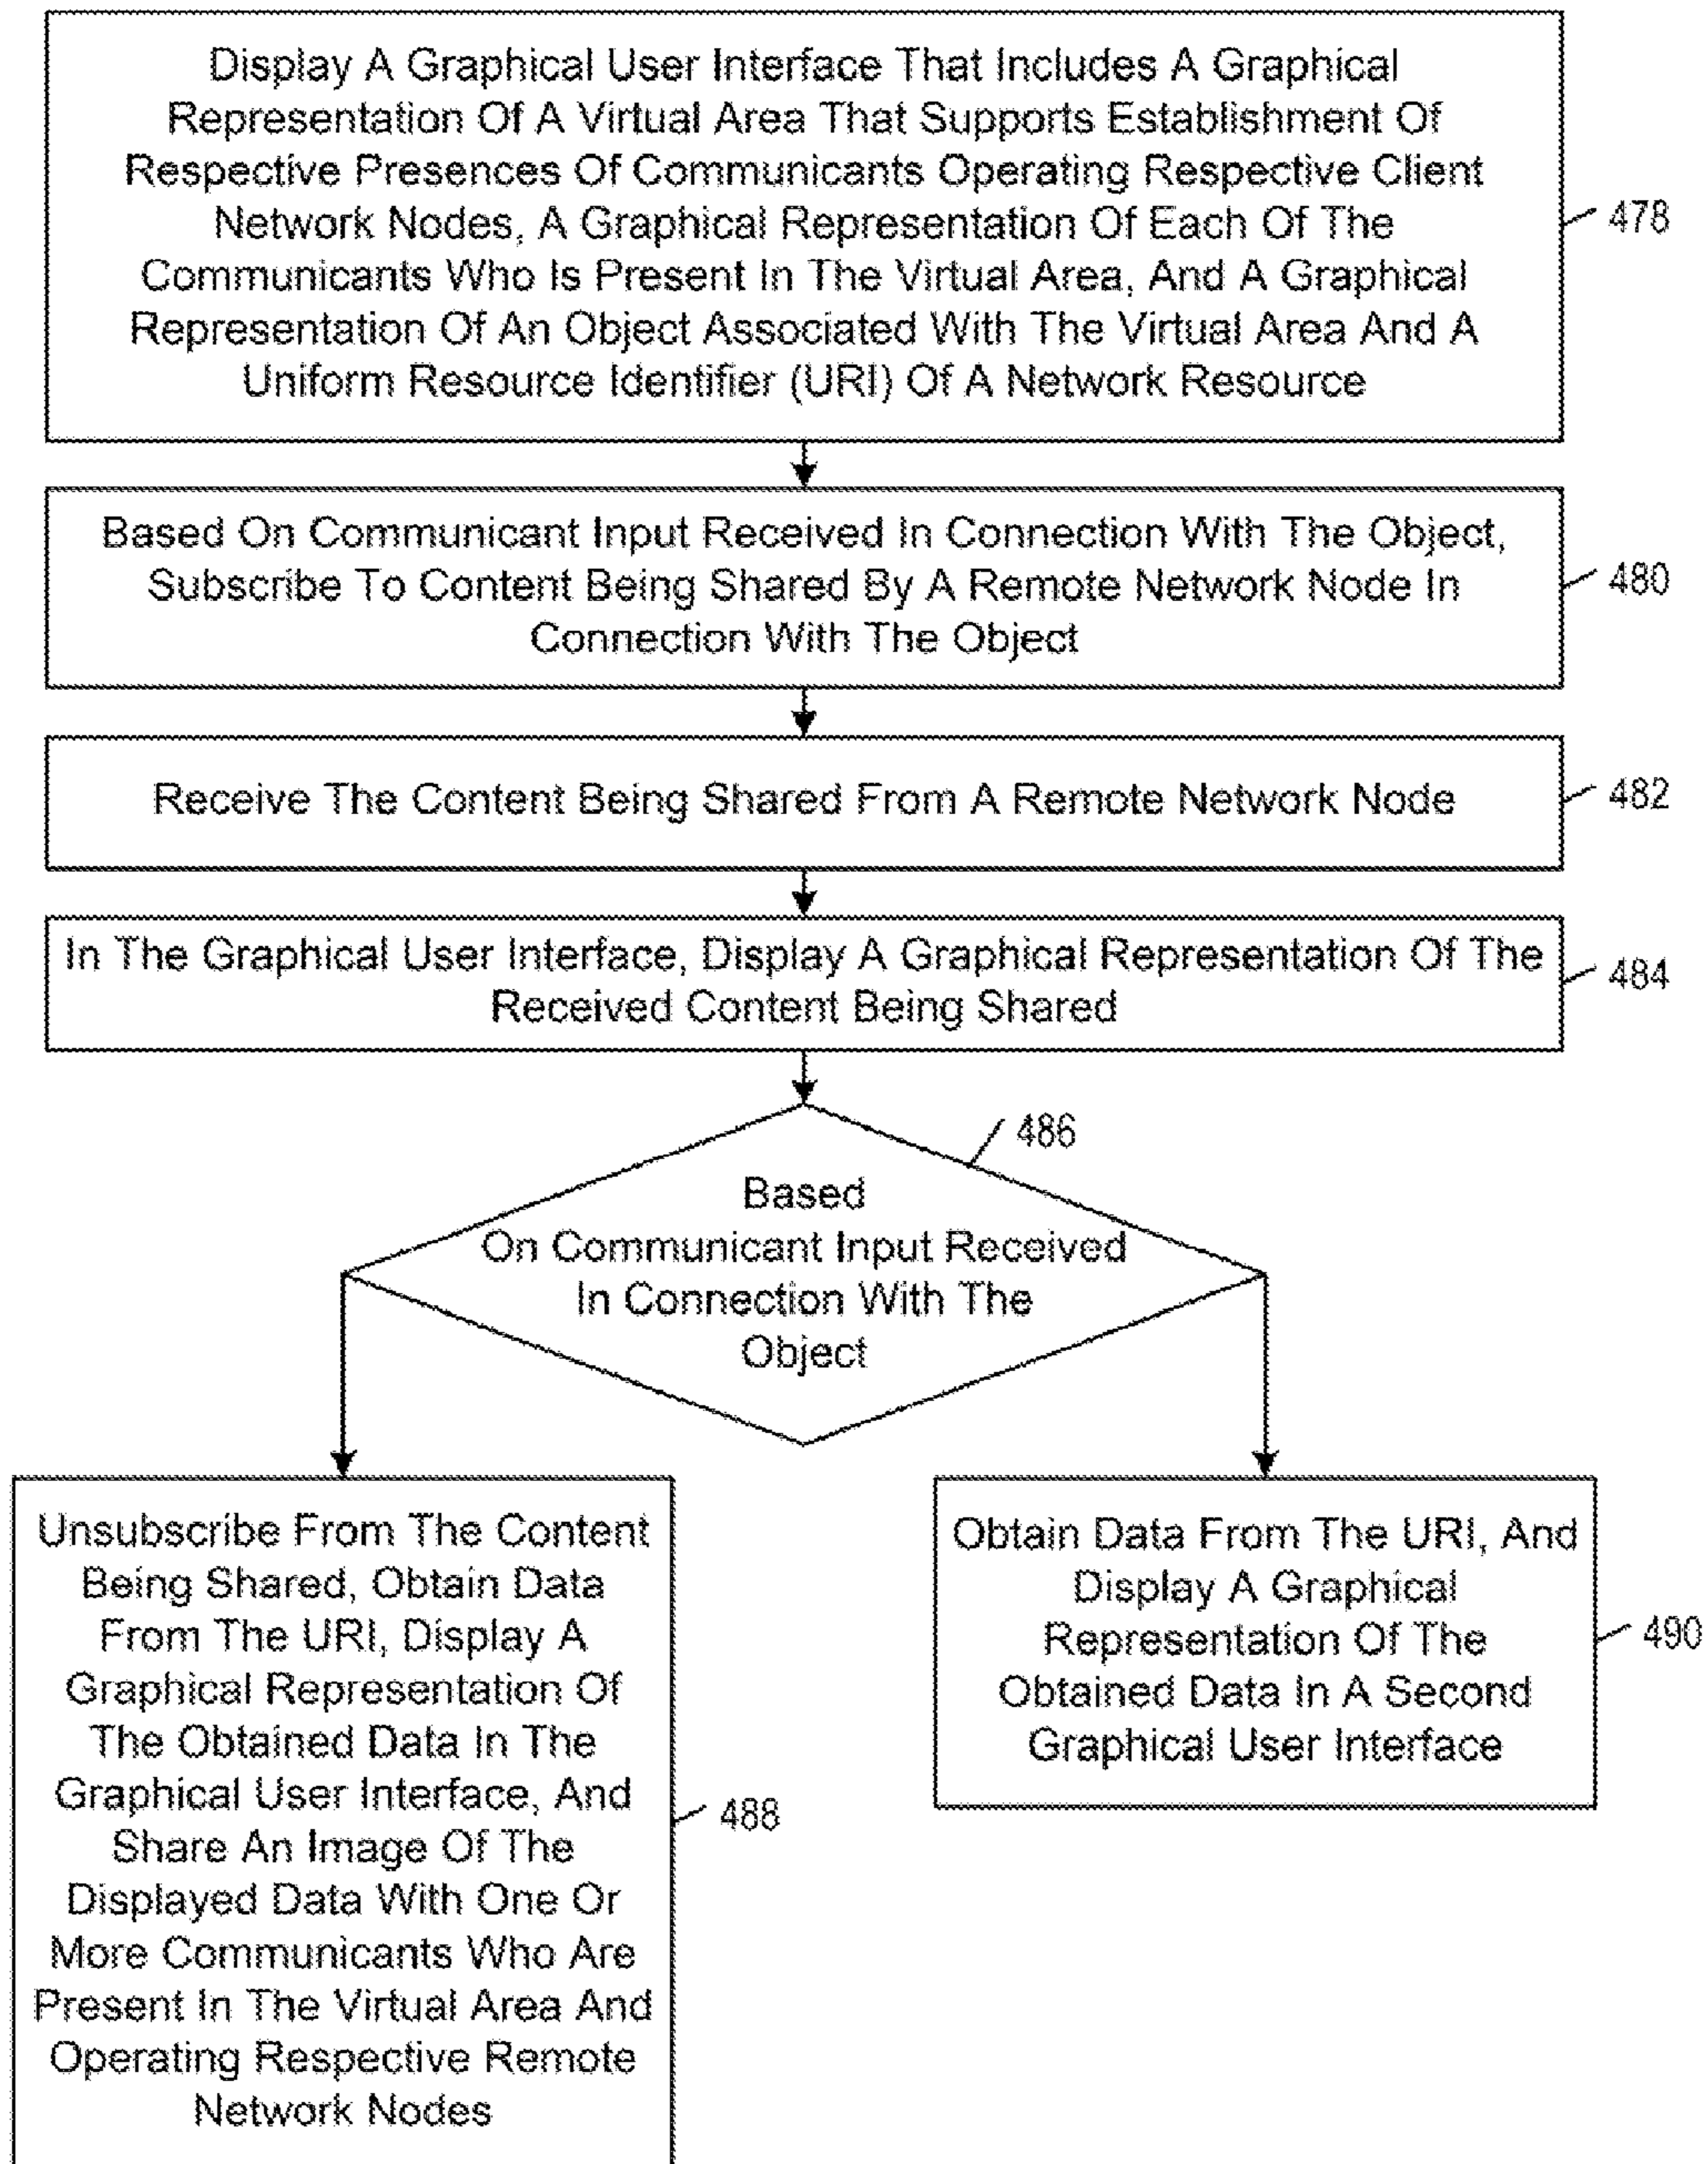 Display A Graphical User Interface That Includes A Graphical
Representation Of A Virtual Area That Supports Establishment Of
Respective Presences Of Communicants Operating Respective Client
Network Nodes, A Graphical Representation Of Each Of The
Communicants Who Is Present In The Virtual Area, And A Graphical
Representation Of An Object Associated With The Virtual Area And A
Uniform Resource Identifier (URI) Of A Network Resource
478
Based On Communicant Input Received In Connection With The Object,
Subscribe To Content Being Shared By A Remote Network Node In
Connection With The Object
480
Receive The Content Being Shared From A Remote Network Node
482
In The Graphical User Interface, Display A Graphical Representation Of The
Received Content Being Shared
484
486
Based
On Communicant Input Received
In Connection With The
Object
Unsubscribe From The Content
Being Shared, Obtain Data
From The URI, Display A
Graphical Representation Of
The Obtained Data In The
Graphical User Interface, And
Share An Image Of The
Displayed Data With One Or
More Communicants Who Are
Present In The Virtual Area And
Operating Respective Remote
Network Nodes
488
Obtain Data From The URI, And
Display A Graphical
Representation Of The
Obtained Data In A Second
Graphical User Interface
490